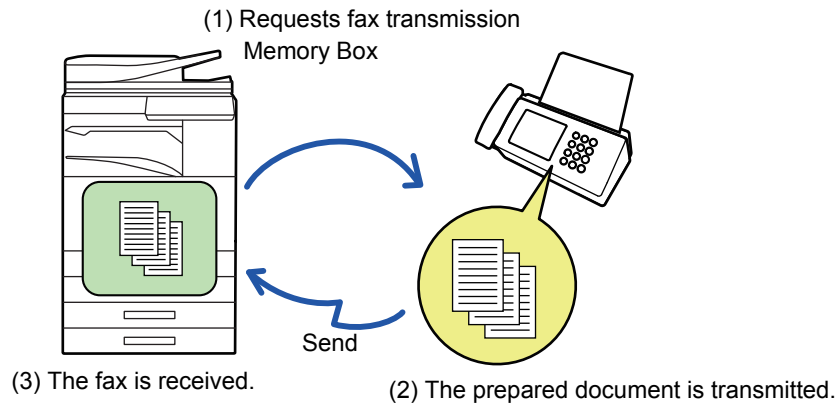 (1) Requests fax transmission
Memory Box
Send
(3) The fax is received.
(2) The prepared document is transmitted.